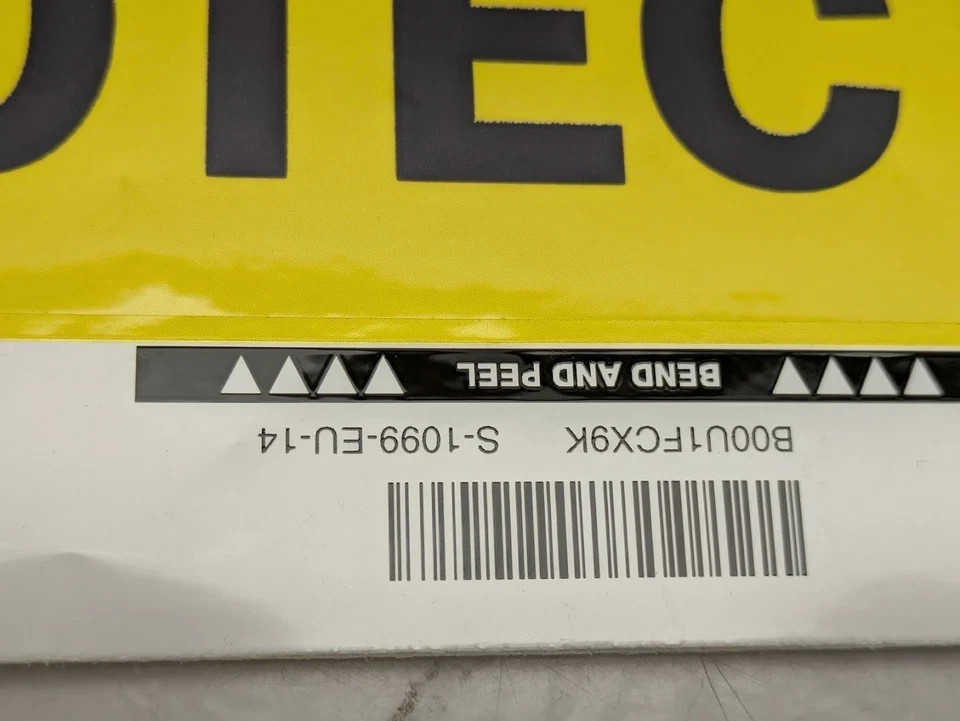 OTEC
BEND AND PEEL
B00U1FCX9K S-1099-EU-14